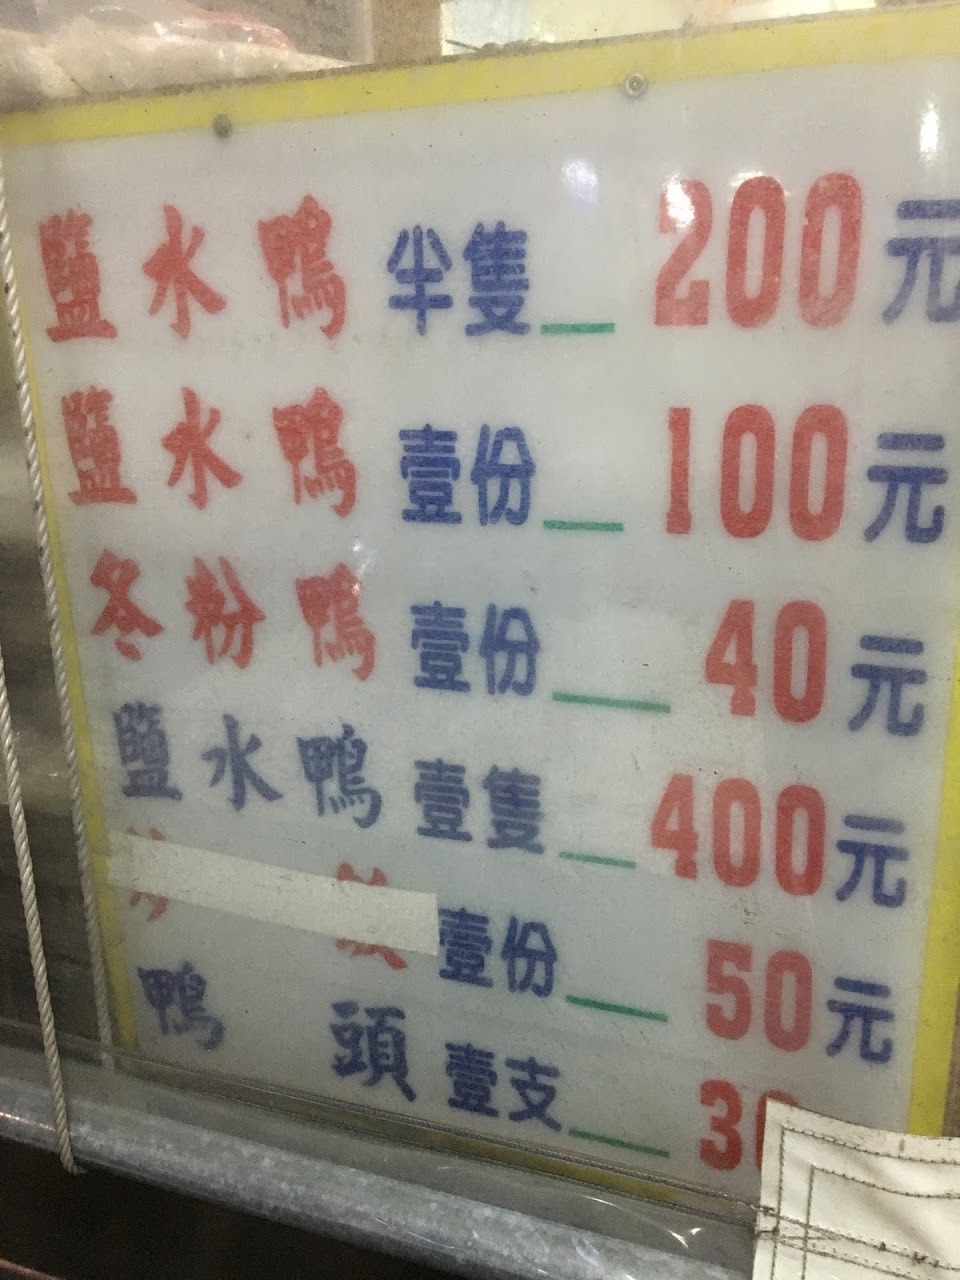 鹽水鴨 半隻 200元
鹽水鴨 壹份 100元
冬粉鴨 壹份 40元
鹽水鴨 壹隻 400元
壹份 50元
鴨頭 壹支 30